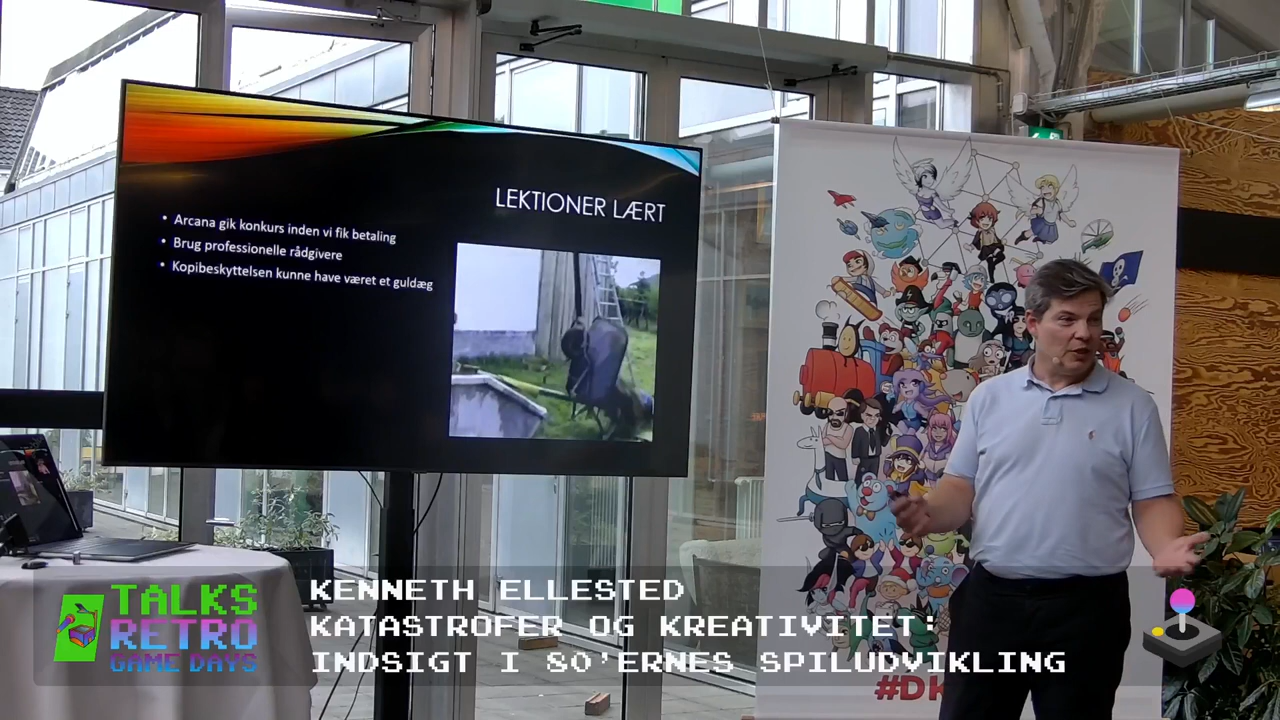 LEKTIONER LÆRT
• Arcana gik konkurs inden vi fik betaling
• Brug professionelle rådgivere
• Kopibeskyttelsen kunne have været et guldæg
#DK
TALKS
RETRO
GAME DAYS
KENNETH ELLESTED
KATASTROFER OG KREATIVITET:
INDSIGT I 80'ERNES SPILUDVIKLING